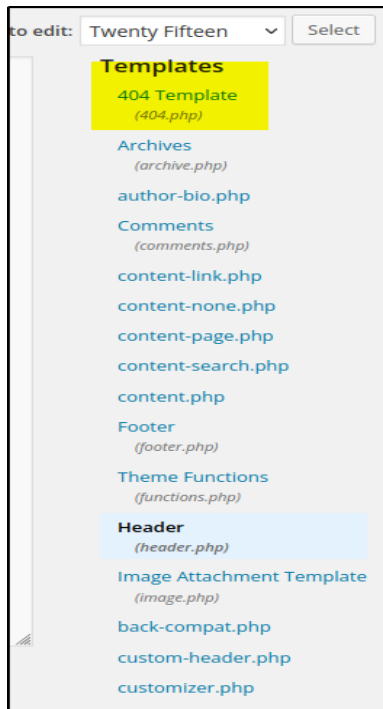 to edit: Twenty Fifteen Select
Templates
404 Template
(404.php)
Archives
(archive.php)
author-bio.php
Comments
(comments.php)
content-link.php
content-none.php
content-page.php
content-search.php
content.php
Footer
(footer.php)
Theme Functions
(functions.php)
Header
(header.php)
Image Attachment Template
(image.php)
back-compat.php
custom-header.php
customizer.php